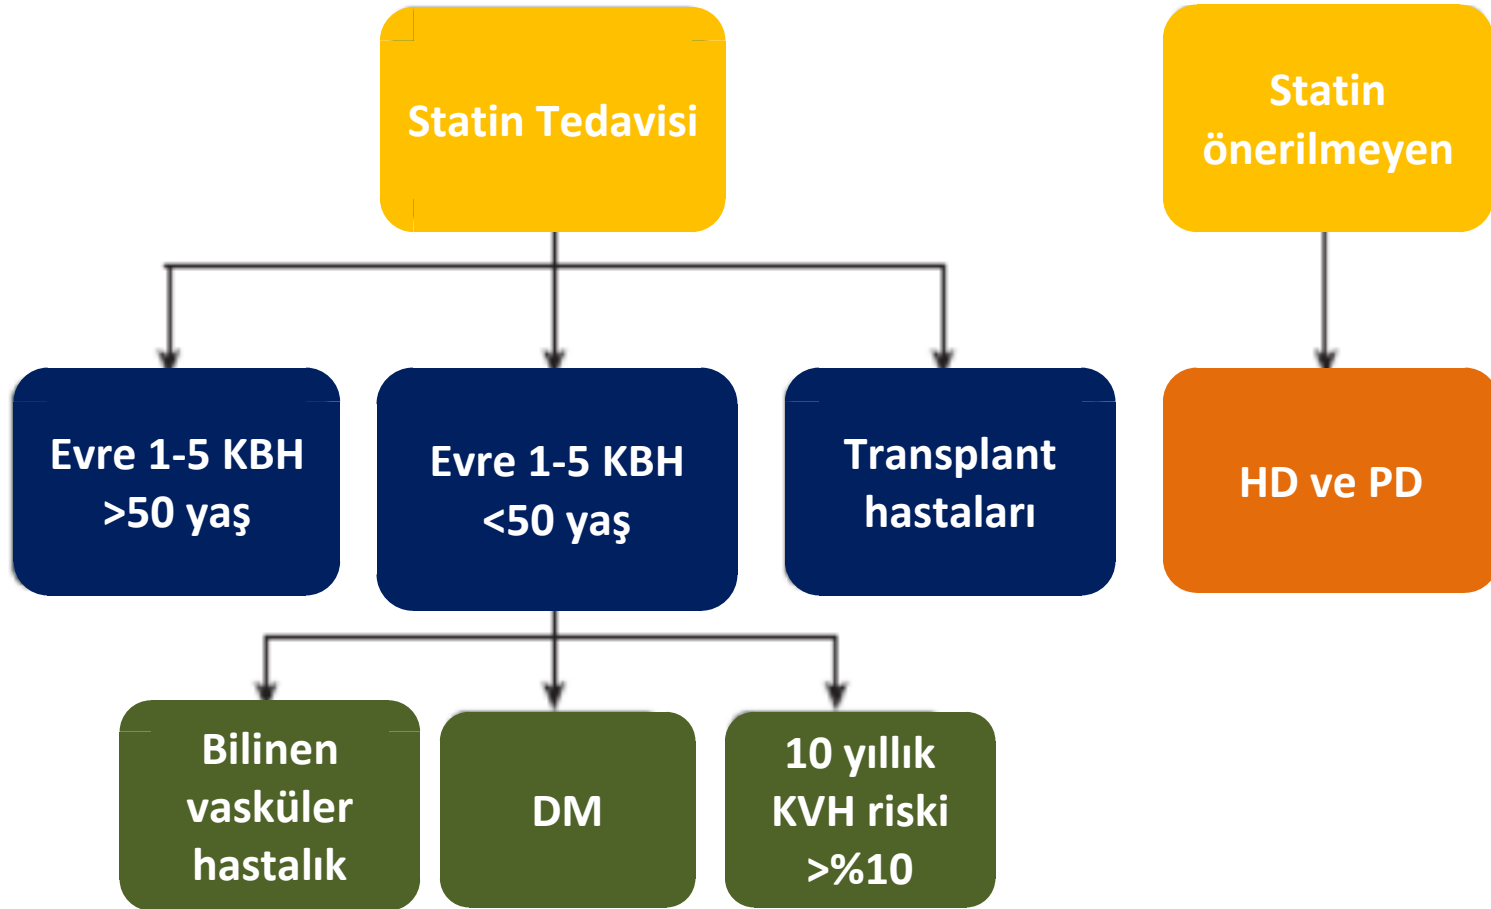 Statin Tedavisi
Statin
önerilmeyen
Evre 1-5 KBH
>50 yaş
Evre 1-5 KBH
<50 yaş
Transplant
hastaları
HD ve PD
Bilinen
vasküler
hastalık
DM
10 yıllık
KVH riski
>%10